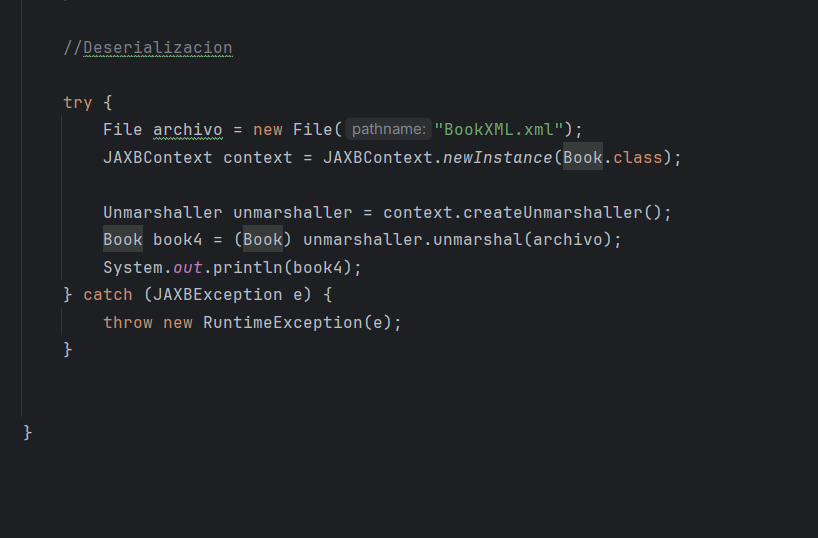 //Deserializacion
try {
File archivo = new File( pathname: "BookXML.xml");
JAXBContext context = JAXBContext.newInstance(Book.class);
Unmarshaller unmarshaller = context.createUnmarshaller();
Book book4 = (Book) unmarshaller.unmarshal(archivo);
System.out.println(book4);
} catch (JAXBException e) {
throw new RuntimeException(e);
}
}